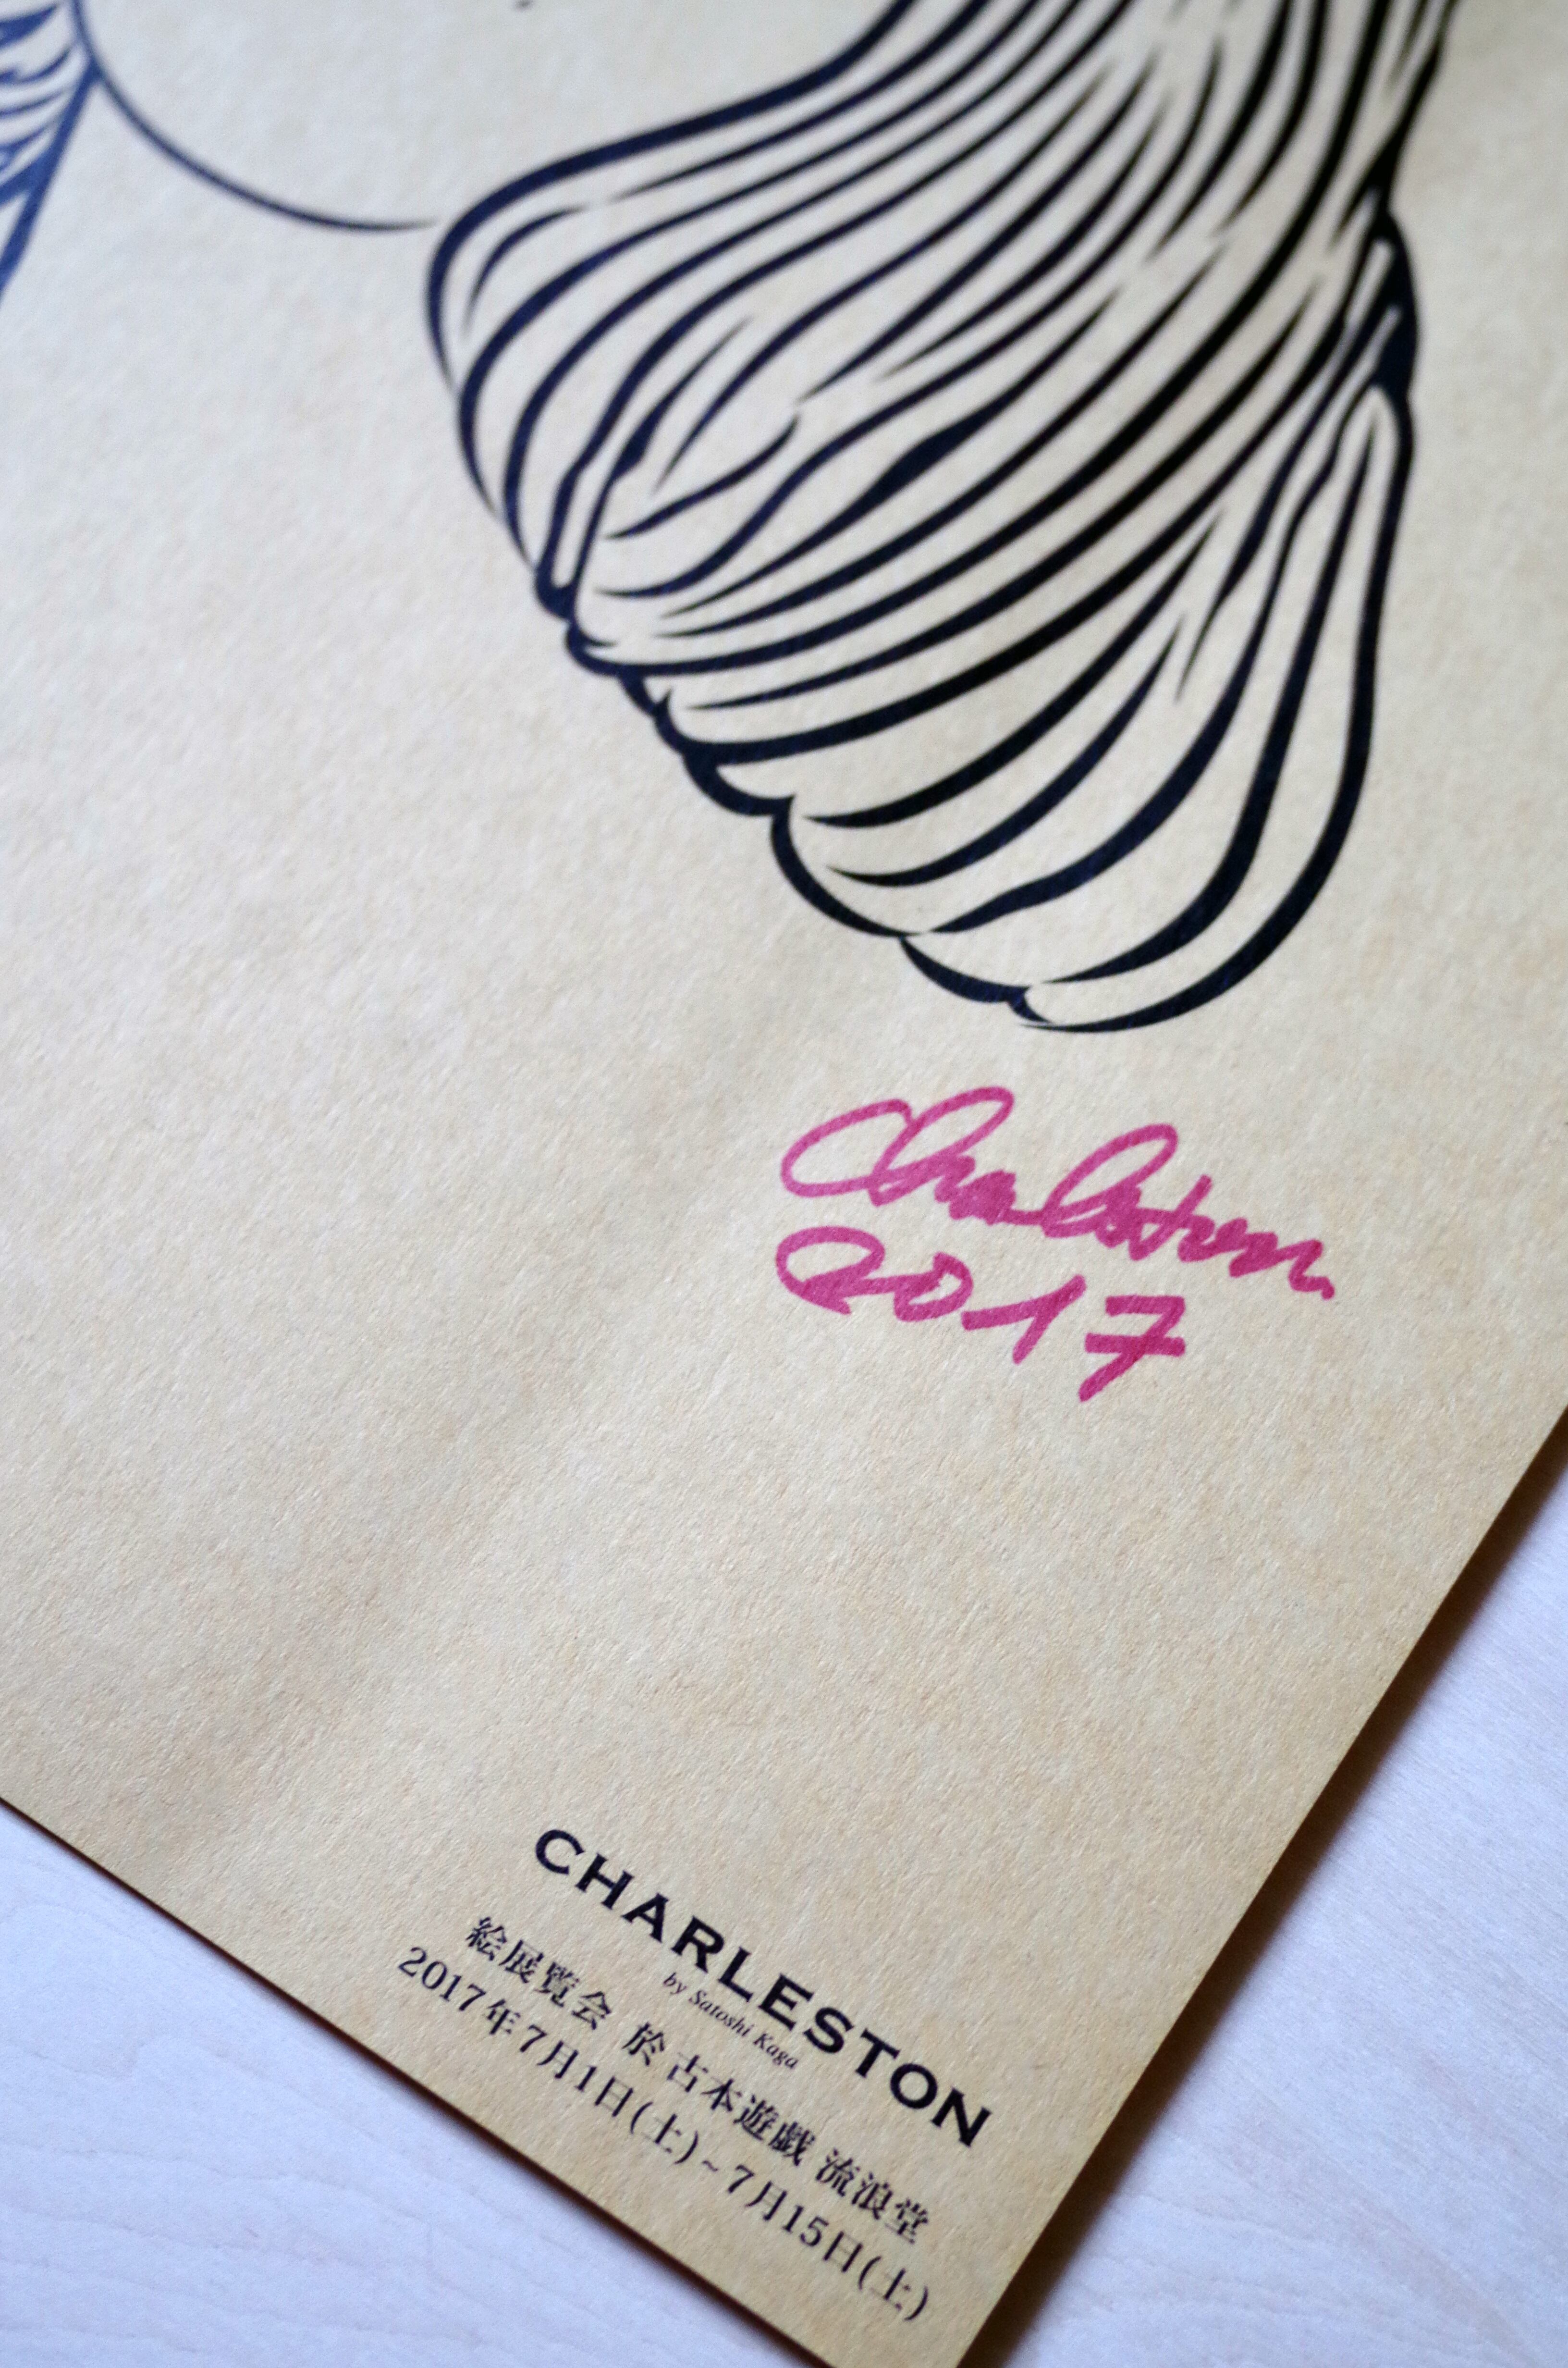 Charleston
2017
CHARLESTON
by Satoshi Kaga
絵展覧会 於 古本遊戯 流浪堂
2017年7月1日(土)~7月15日(土)